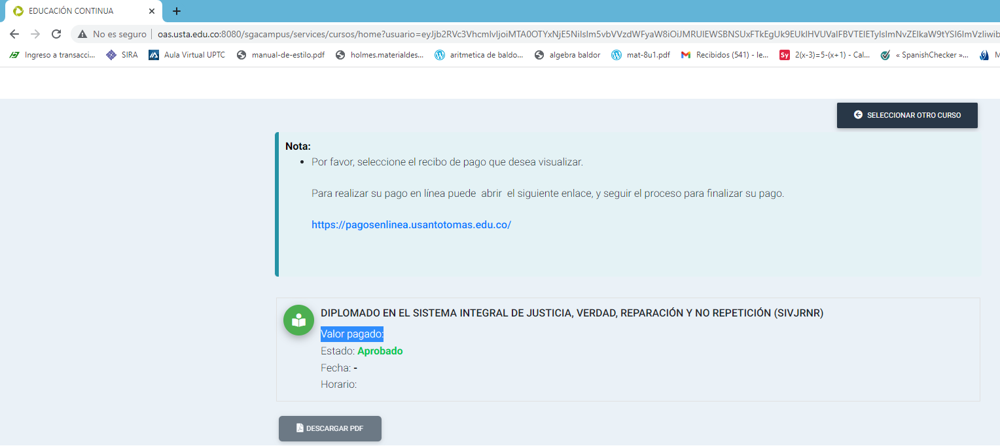 EDUCACIÓN CONTINUA
No es seguro oas.usta.edu.co:8080/sgacampus/services/cursos/home?usuario=
Ingreso a transacci... SIRA Aula Virtual UPTC manual-de-estilo.pdf holmes.materialdes... aritmetica de baldo... algebra baldor mat-8u1.pdf Recibidos (541) - le... Sy 2(x-3)=5-(x+1) - Cal... « SpanishChecker »... M
SELECCIONAR OTRO CURSO
Nota:
• Por favor, seleccione el recibo de pago que desea visualizar.
Para realizar su pago en línea puede abrir el siguiente enlace, y seguir el proceso para finalizar su pago.
https://pagosenlinea.usantotomas.edu.co/
DIPLOMADO EN EL SISTEMA INTEGRAL DE JUSTICIA, VERDAD, REPARACIÓN Y NO REPETICIÓN (SIVJRNR)
Valor pagado:
Estado: Aprobado
Fecha: -
Horario:
DESCARGAR PDF